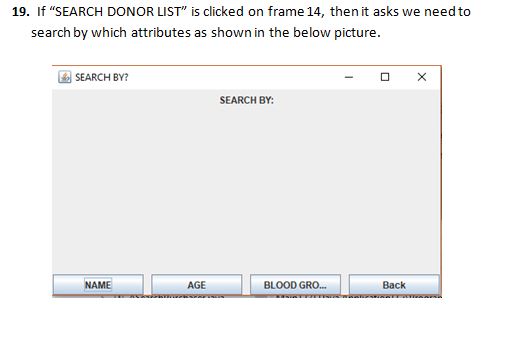 19. If “SEARCH DONOR LIST” is clicked on frame 14, then it asks we need to
search by which attributes as shown in the below picture.
SEARCH BY?
SEARCH BY:
NAME AGE BLOOD GRO... Back